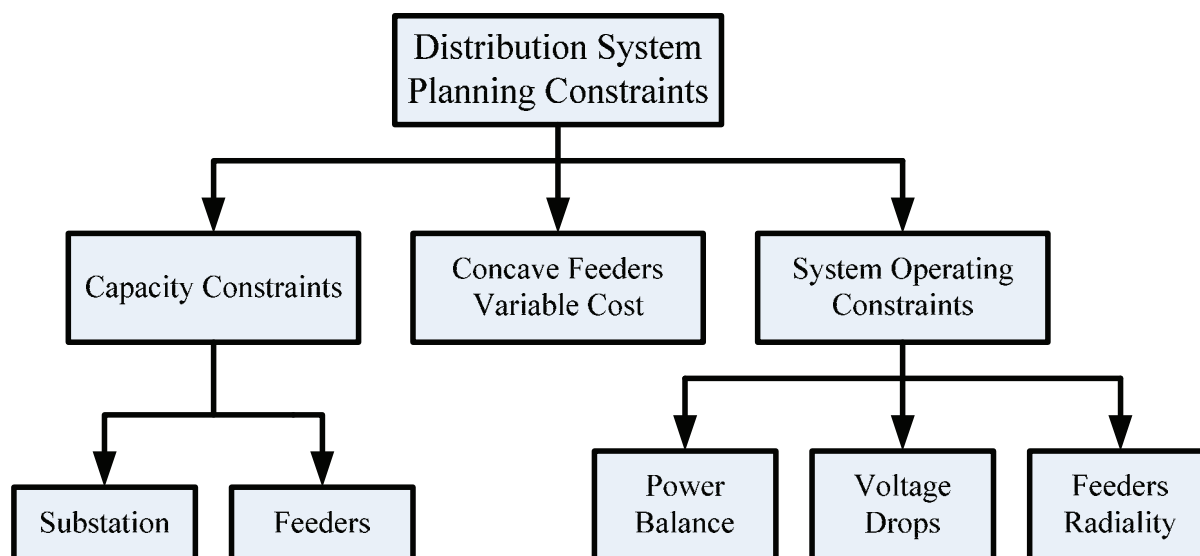 Distribution System
Planning Constraints
Capacity Constraints
Concave Feeders
Variable Cost
System Operating
Constraints
Substation
Feeders
Power
Balance
Voltage
Drops
Feeders
Radiality